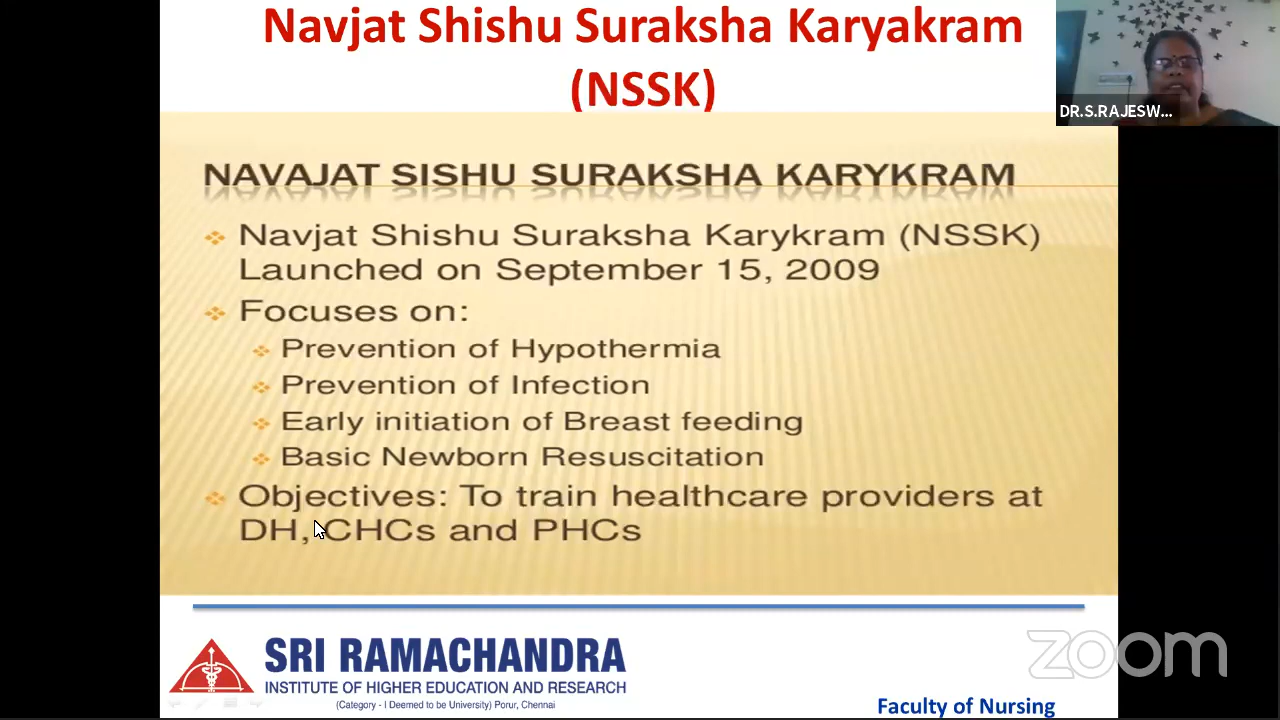 Navjat Shishu Suraksha Karyakram
(NSSK)
DR.S.RAJESW...
NAVAJAT SISHU SURAKSHA KARYKRAM
Navjat Shishu Suraksha Karykram (NSSK)
Launched on September 15, 2009
Focuses on:
Prevention of Hypothermia
Prevention of Infection
Early initiation of Breast feeding
Basic Newborn Resuscitation
Objectives: To train healthcare providers at
DH, CHCs and PHCs
SRI RAMACHANDRA
INSTITUTE OF HIGHER EDUCATION AND RESEARCH
(Category - I Deemed to be University) Porur, Chennai
zoom
Faculty of Nursing